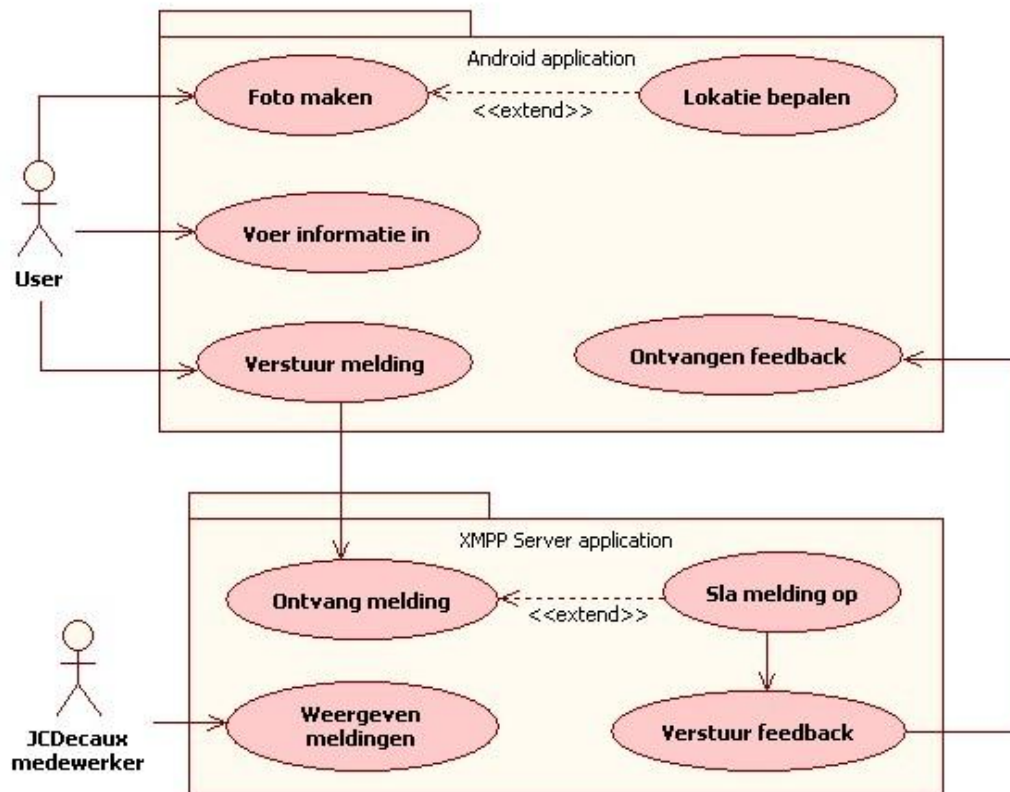 Android application
Foto maken
<<extend>>
Lokatie bepalen
User
Voer informatie in
Verstuur melding
Ontvangen feedback
XMPP Server application
Ontvang melding
<<extend>>
Sla melding op
JCDecaux
medewerker
Weergeven
meldingen
Verstuur feedback